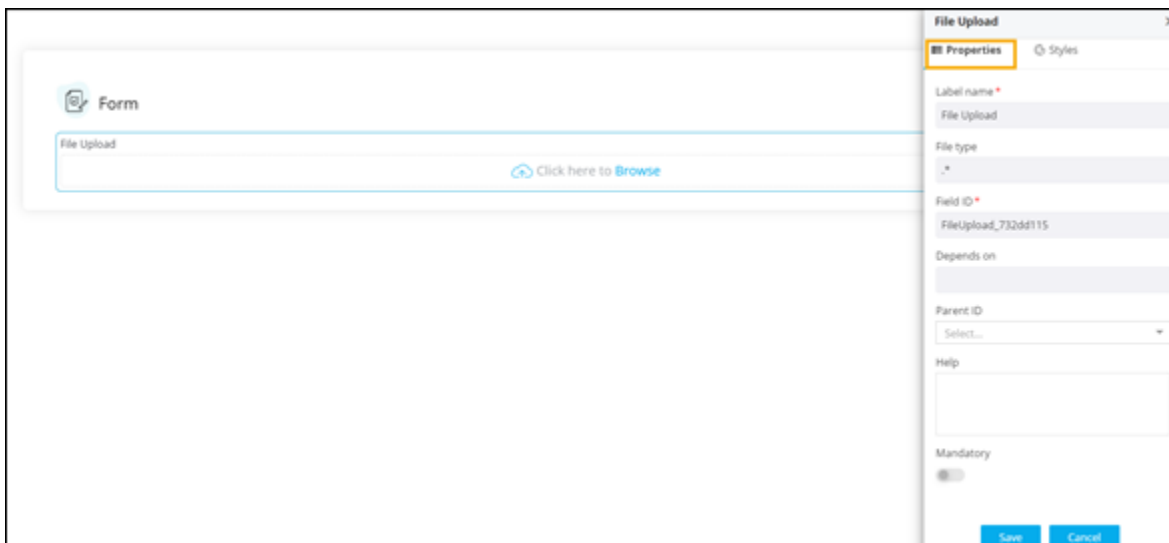 Form
File Upload
Click here to Browse
File Upload
Properties
Styles
Label name *
File Upload
File type
.*
Field ID *
FileUpload_732dd115
Depends on
Parent ID
Select...
Help
Mandatory
Save
Cancel